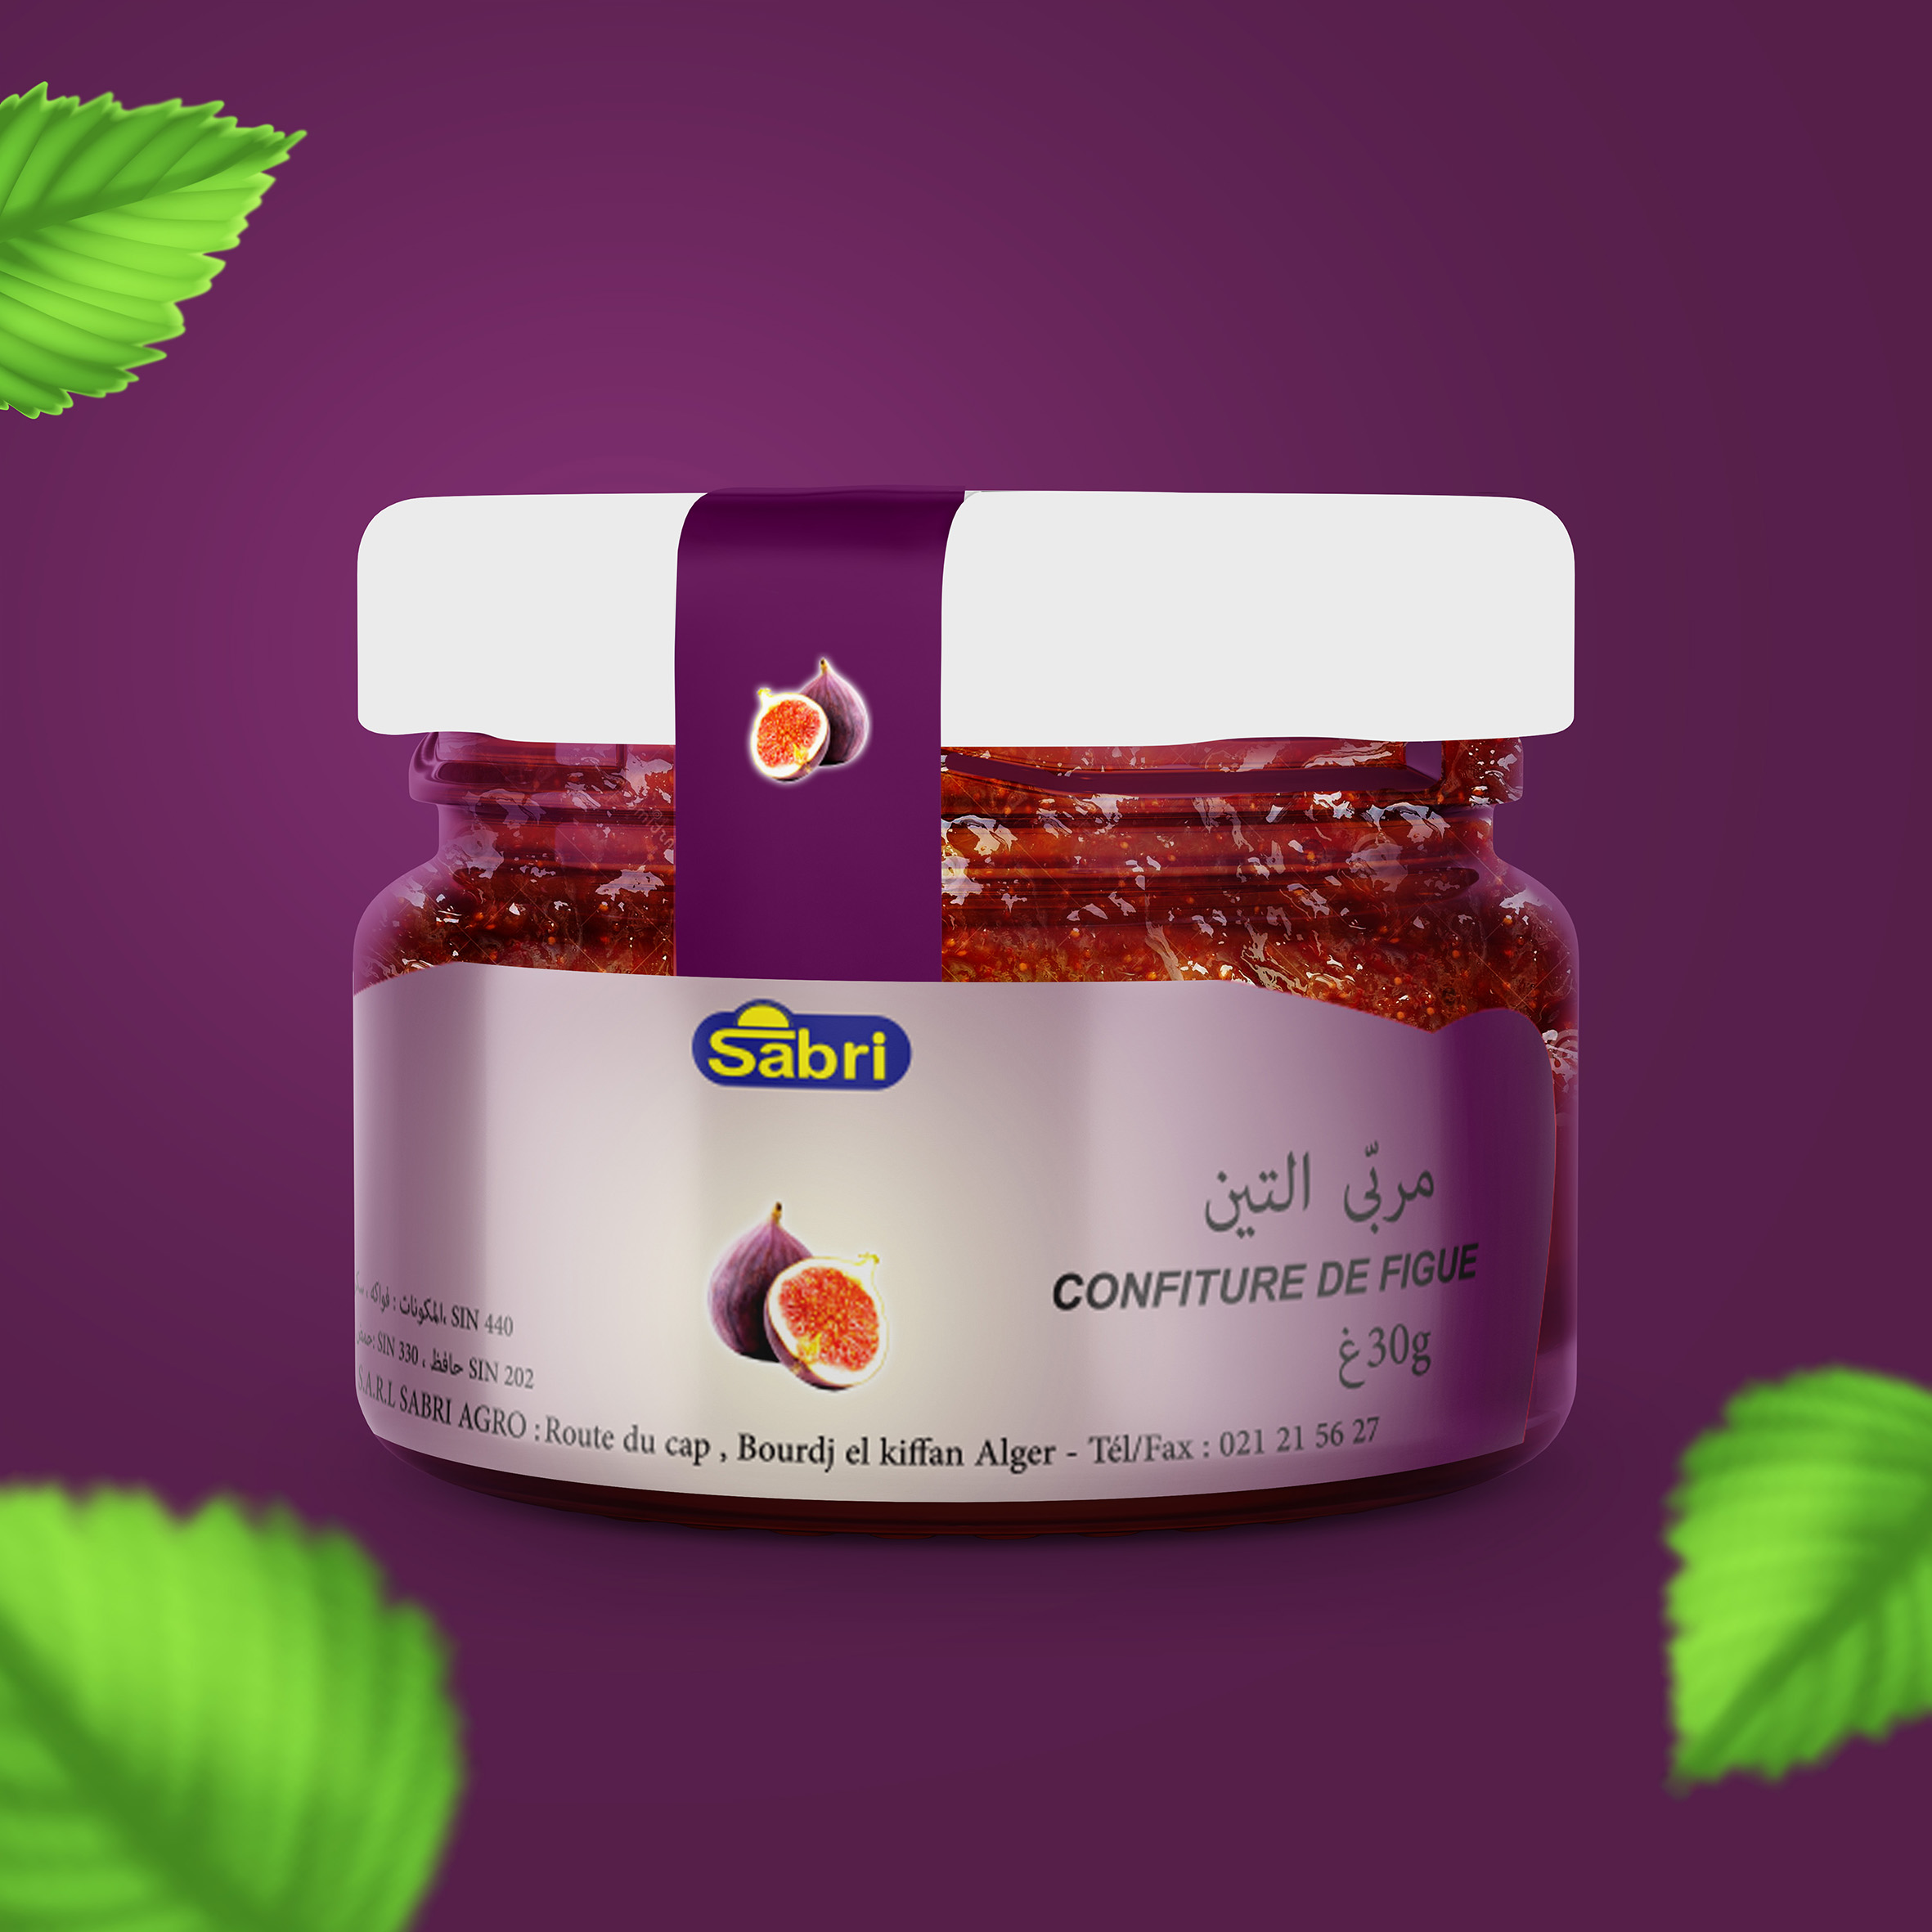 Sabri
مربّى التين
CONFITURE DE FIGUE
30g غ
المكونات : فواكه ، SIN 440
SIN 330 ، حافظ SIN 202
S.A.R.L SABRI AGRO : Route du cap , Bourdj el kiffan Alger - Tél/Fax : 021 21 56 27